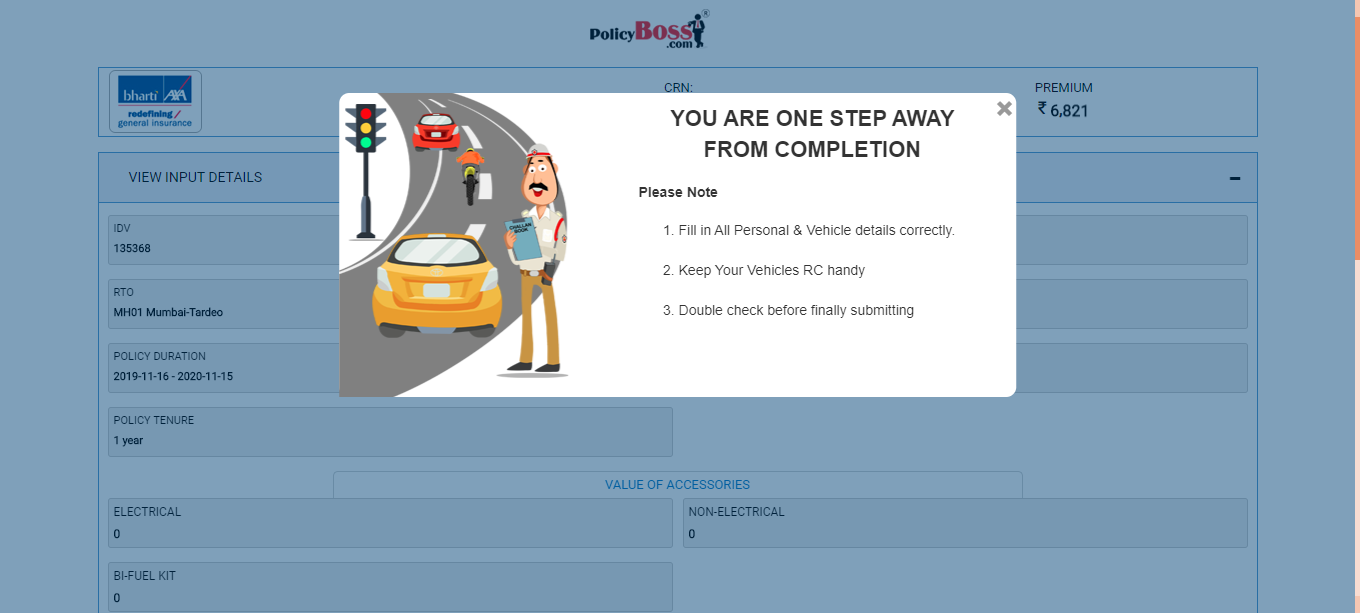 PolicyBoss
.com
®
bharti AXA
redefining /
general insurance
CRN:
PREMIUM
₹ 6,821
VIEW INPUT DETAILS
YOU ARE ONE STEP AWAY
FROM COMPLETION
Please Note
1. Fill in All Personal & Vehicle details correctly.
2. Keep Your Vehicles RC handy
3. Double check before finally submitting
CHALLAN
BOOK
IDV
135368
RTO
MH01 Mumbai-Tardeo
POLICY DURATION
2019-11-16 - 2020-11-15
POLICY TENURE
1 year
VALUE OF ACCESSORIES
ELECTRICAL
0
NON-ELECTRICAL
0
BI-FUEL KIT
0